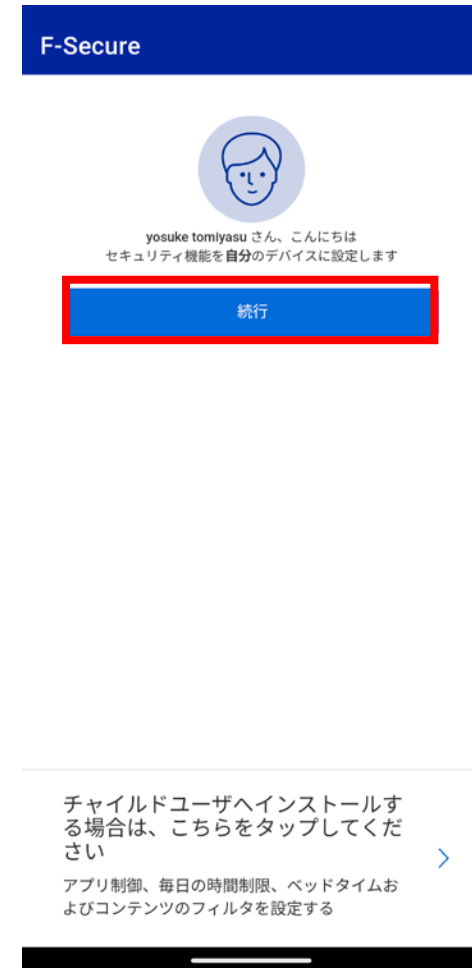 F-Secure
yosuke tomiyasu さん、こんにちは
セキュリティ機能を自分のデバイスに設定します
続行
チャイルドユーザへインストールす
る場合は、こちらをタップしてくだ
さい
アプリ制御、毎日の時間制限、ベッドタイムお
よびコンテンツのフィルタを設定する